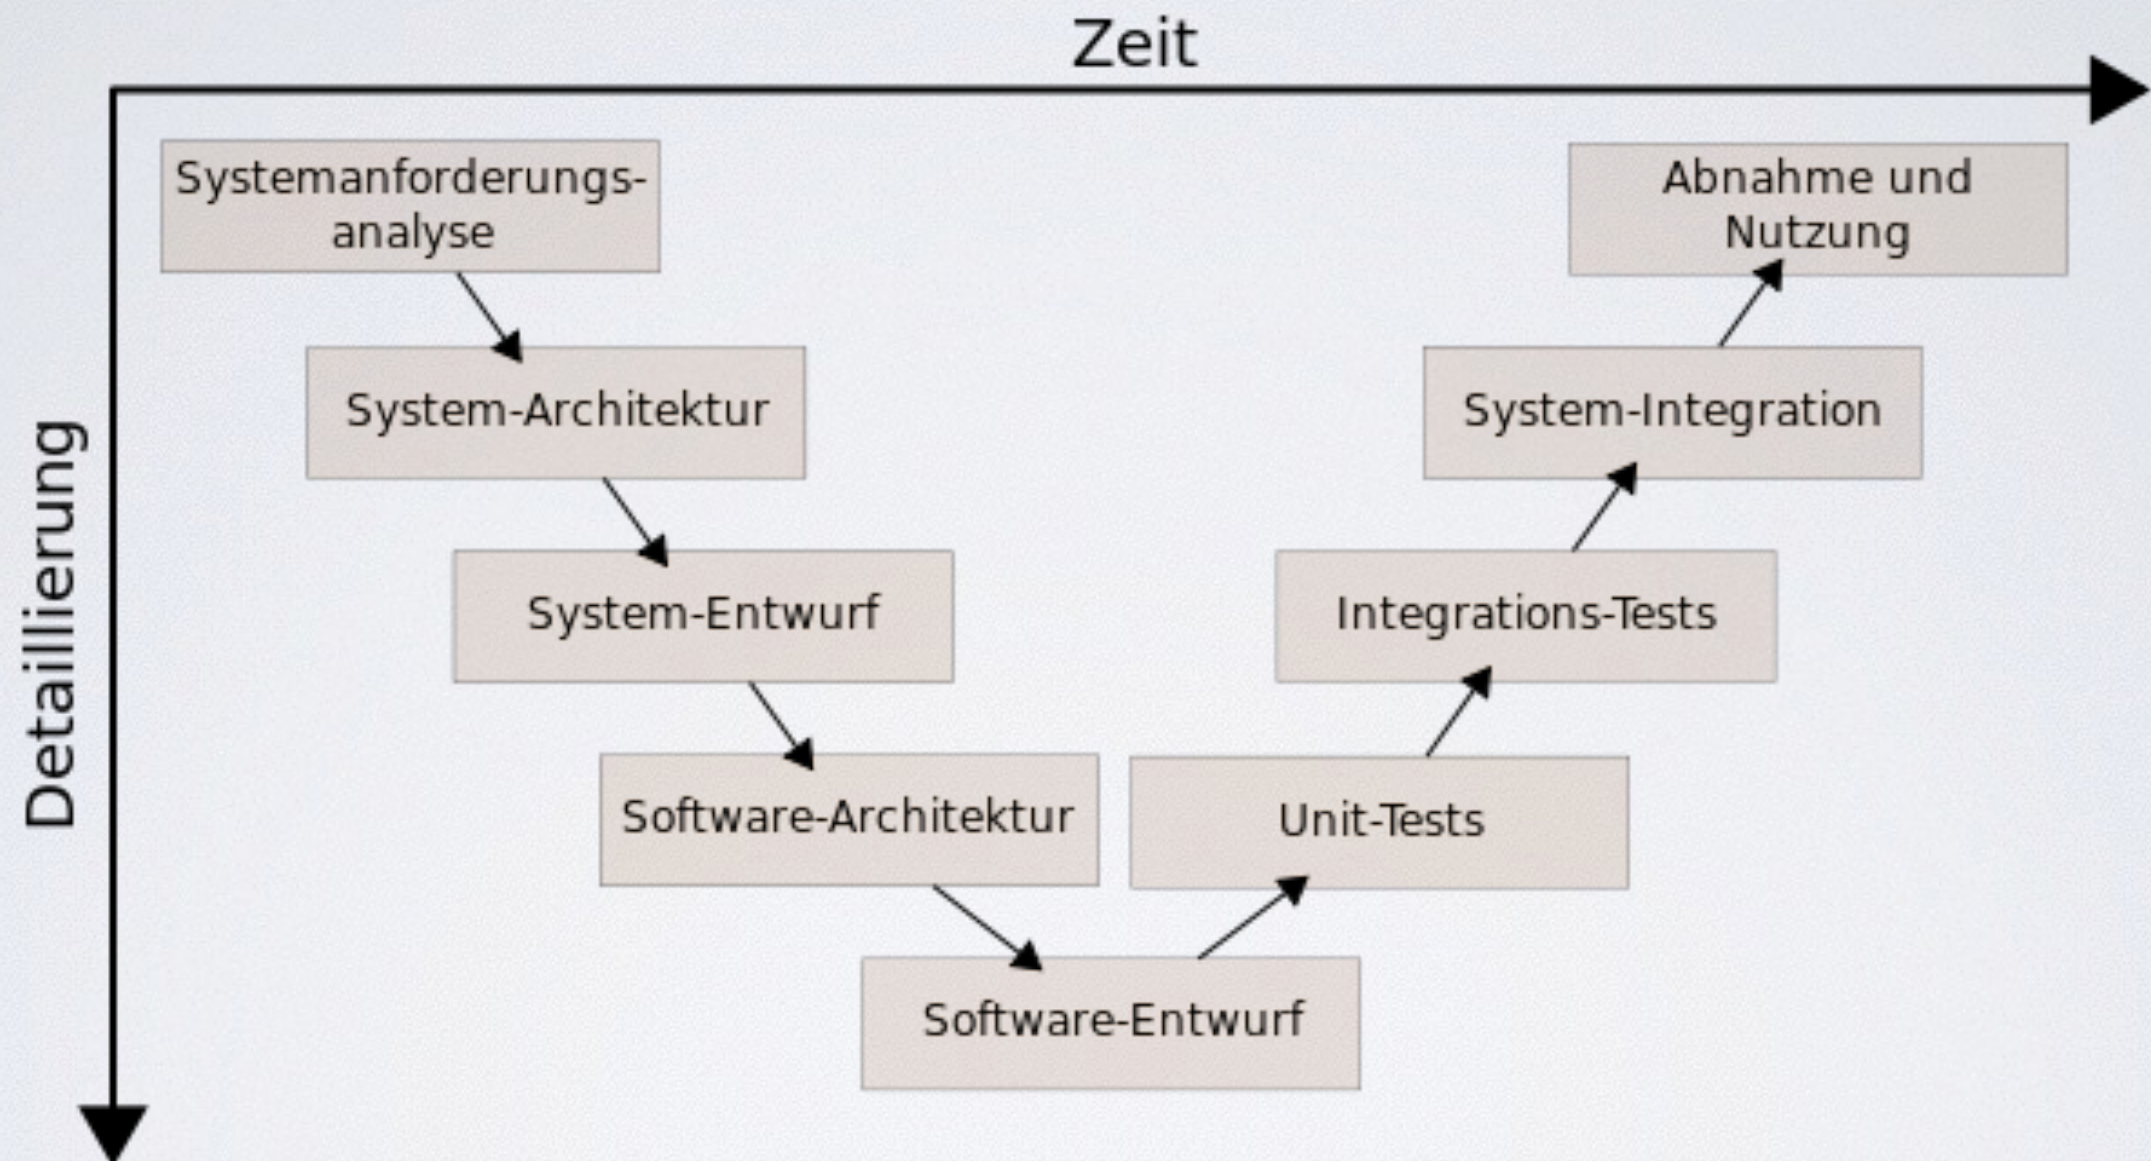 Zeit
Detaillierung
Systemanforderungs-
analyse
Abnahme und
Nutzung
System-Architektur
System-Integration
System-Entwurf
Integrations-Tests
Software-Architektur
Unit-Tests
Software-Entwurf